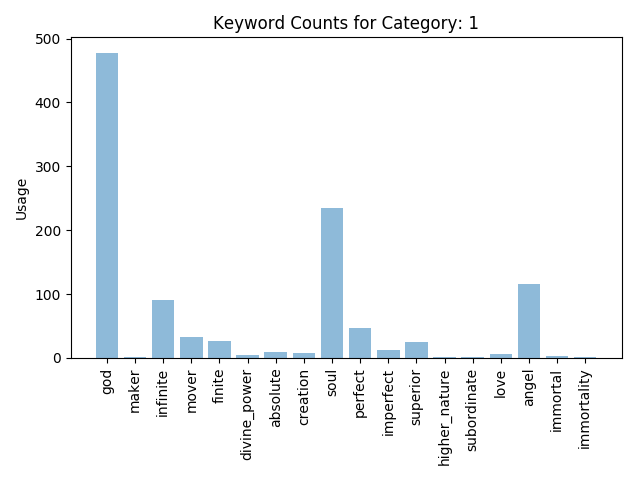 Keyword Counts for Category: 1
500
400
300
200
100
0
Usage
god
maker
infinite
mover
finite
divine_power
absolute
creation
soul
perfect
imperfect
superior
higher_nature
subordinate
love
angel
immortal
immortality